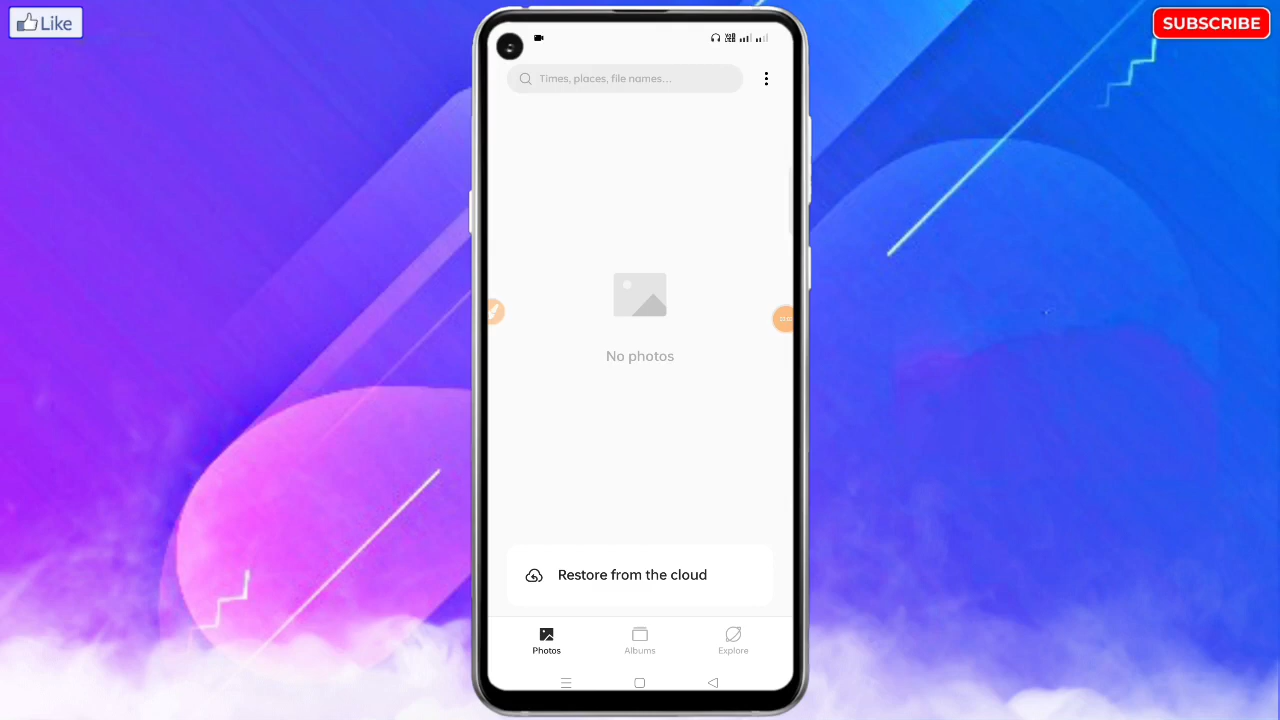 Like
SUBSCRIBE
Times, places, file names...
No photos
Restore from the cloud
Photos
Albums
Explore